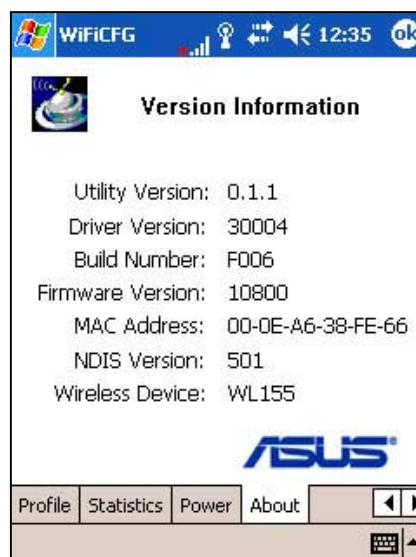 WiFiCFG 12:35 ok
Version Information
Utility Version: 0.1.1
Driver Version: 30004
Build Number: F006
Firmware Version: 10800
MAC Address: 00-0E-A6-38-FE-66
NDIS Version: 501
Wireless Device: WL155
ASUS
Profile Statistics Power About